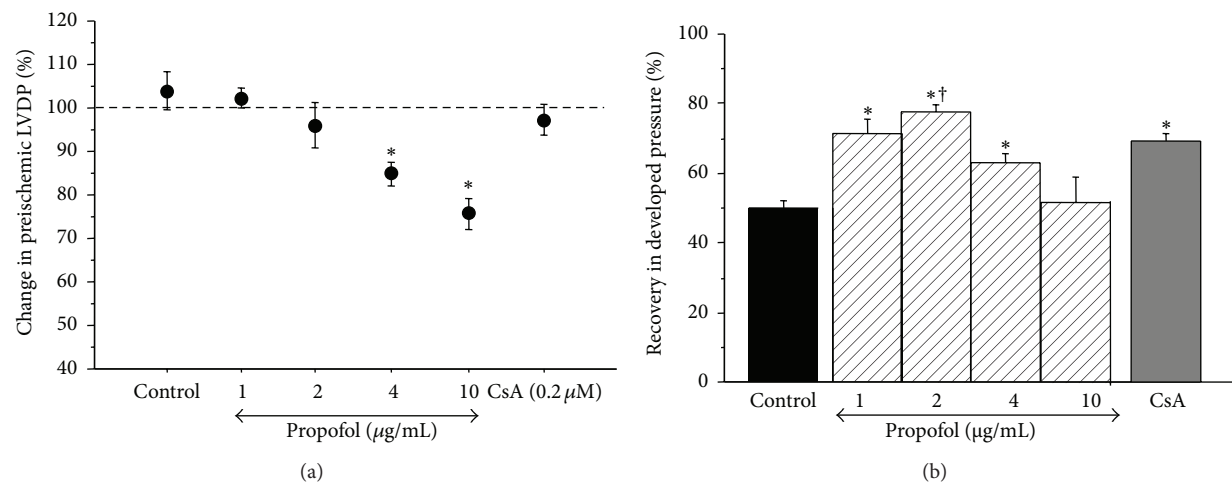 120
110
100
90
80
70
60
50
40
Change in preischemic LVDP (%)
*
*
Control
1
2
4
10
CsA (0.2 μM)
Propofol (μg/mL)
(a)
100
80
60
40
20
0
Recovery in developed pressure (%)
*
*†
*
*
Control
1
2
4
10
CsA
Propofol (μg/mL)
(b)